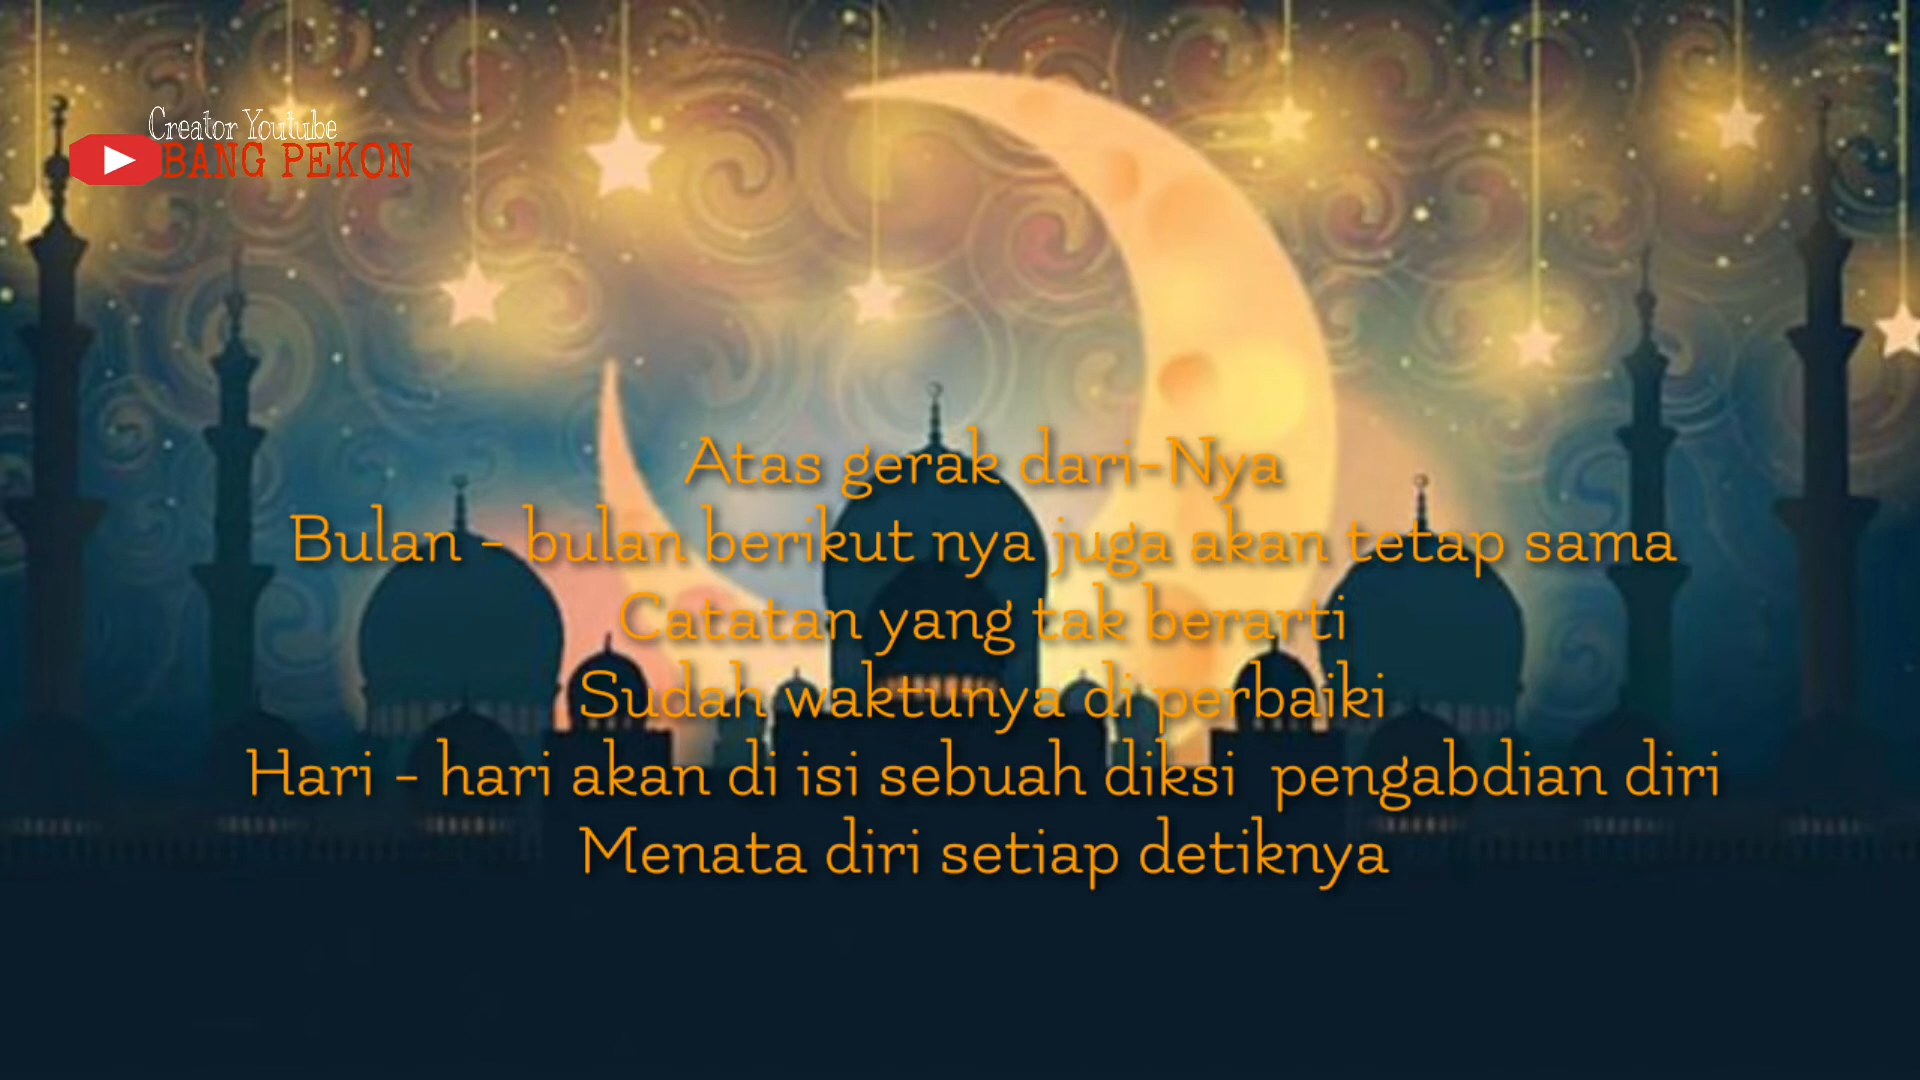 Creator Youtube
BANG PEKON
Atas gerak dari-Nya
Bulan - bulan berikut nya juga akan tetap sama
Catatan yang tak berarti
Sudah waktunya di perbaiki
Hari - hari akan di isi sebuah diksi  pengabdian diri
Menata diri setiap detiknya